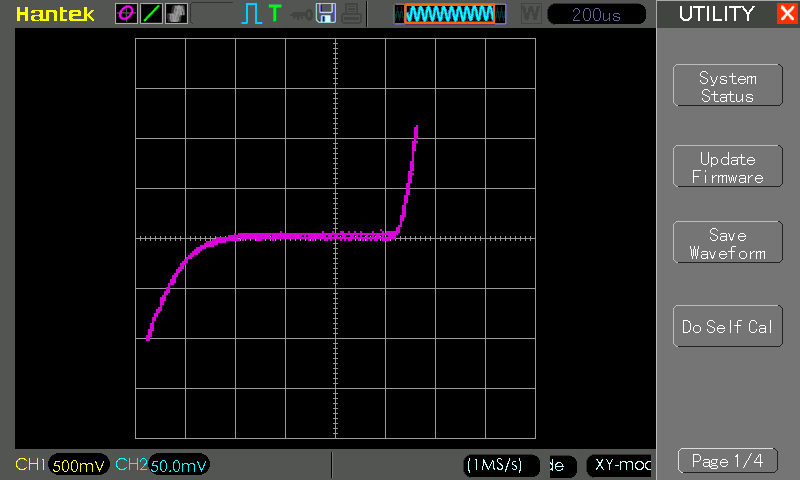 Hantek
T
W
200us
UTILITY
System
Status
Update
Firmware
Save
Waveform
Do Self Cal
Page 1/4
CH1 500mV CH2 50.0mV
(1MS/s) de XY-mod